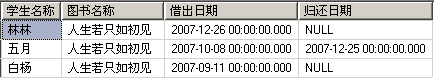 学生名称 图书名称 借出日期 归还日期
林林 人生若只如初见 2007-12-26 00:00:00.000 NULL
五月 人生若只如初见 2007-10-08 00:00:00.000 2007-12-25 00:00:00.000
白杨 人生若只如初见 2007-09-11 00:00:00.000 NULL